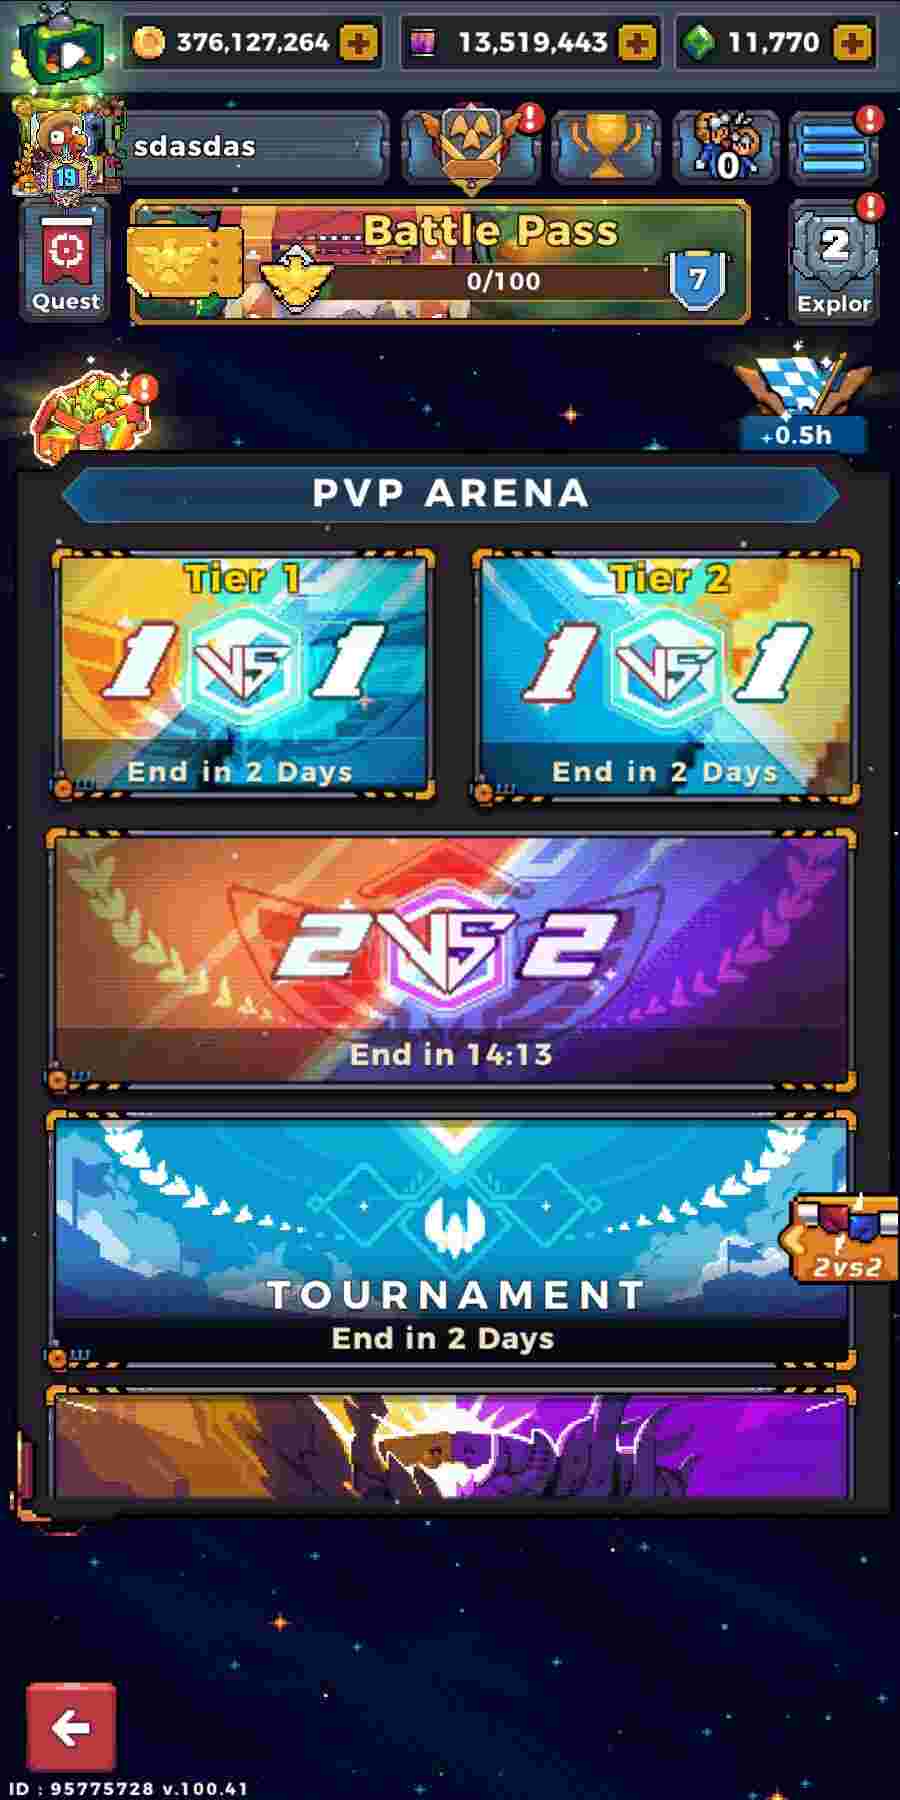 376,127,264
13,519,443
11,770
sdasdas
19
0
Battle Pass
0/100
7
Quest
2
Explor
+0.5h
PVP ARENA
Tier 1
1 VS 1
End in 2 Days
Tier 2
1 VS 1
End in 2 Days
2 VS 2
End in 14:13
TOURNAMENT
End in 2 Days
2vs2
ID : 95775728 v.100.41